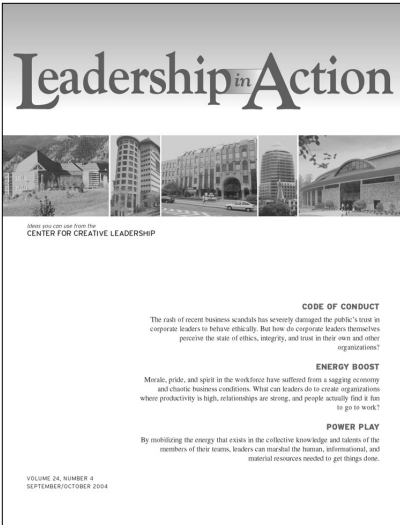 Leadership in Action
Ideas you can use from the
CENTER FOR CREATIVE LEADERSHIP
CODE OF CONDUCT
The rash of recent business scandals has severely damaged the public's trust in
corporate leaders to behave ethically. But how do corporate leaders themselves
perceive the state of ethics, integrity, and trust in their own and other
organizations?
ENERGY BOOST
Morale, pride, and spirit in the workforce have suffered from a sagging economy
and chaotic business conditions. What can leaders do to create organizations
where productivity is high, relationships are strong, and people actually find it fun
to go to work?
POWER PLAY
By mobilizing the energy that exists in the collective knowledge and talents of the
members of their teams, leaders can marshal the human, informational, and
material resources needed to get things done.
VOLUME 24, NUMBER 4
SEPTEMBER/OCTOBER 2004